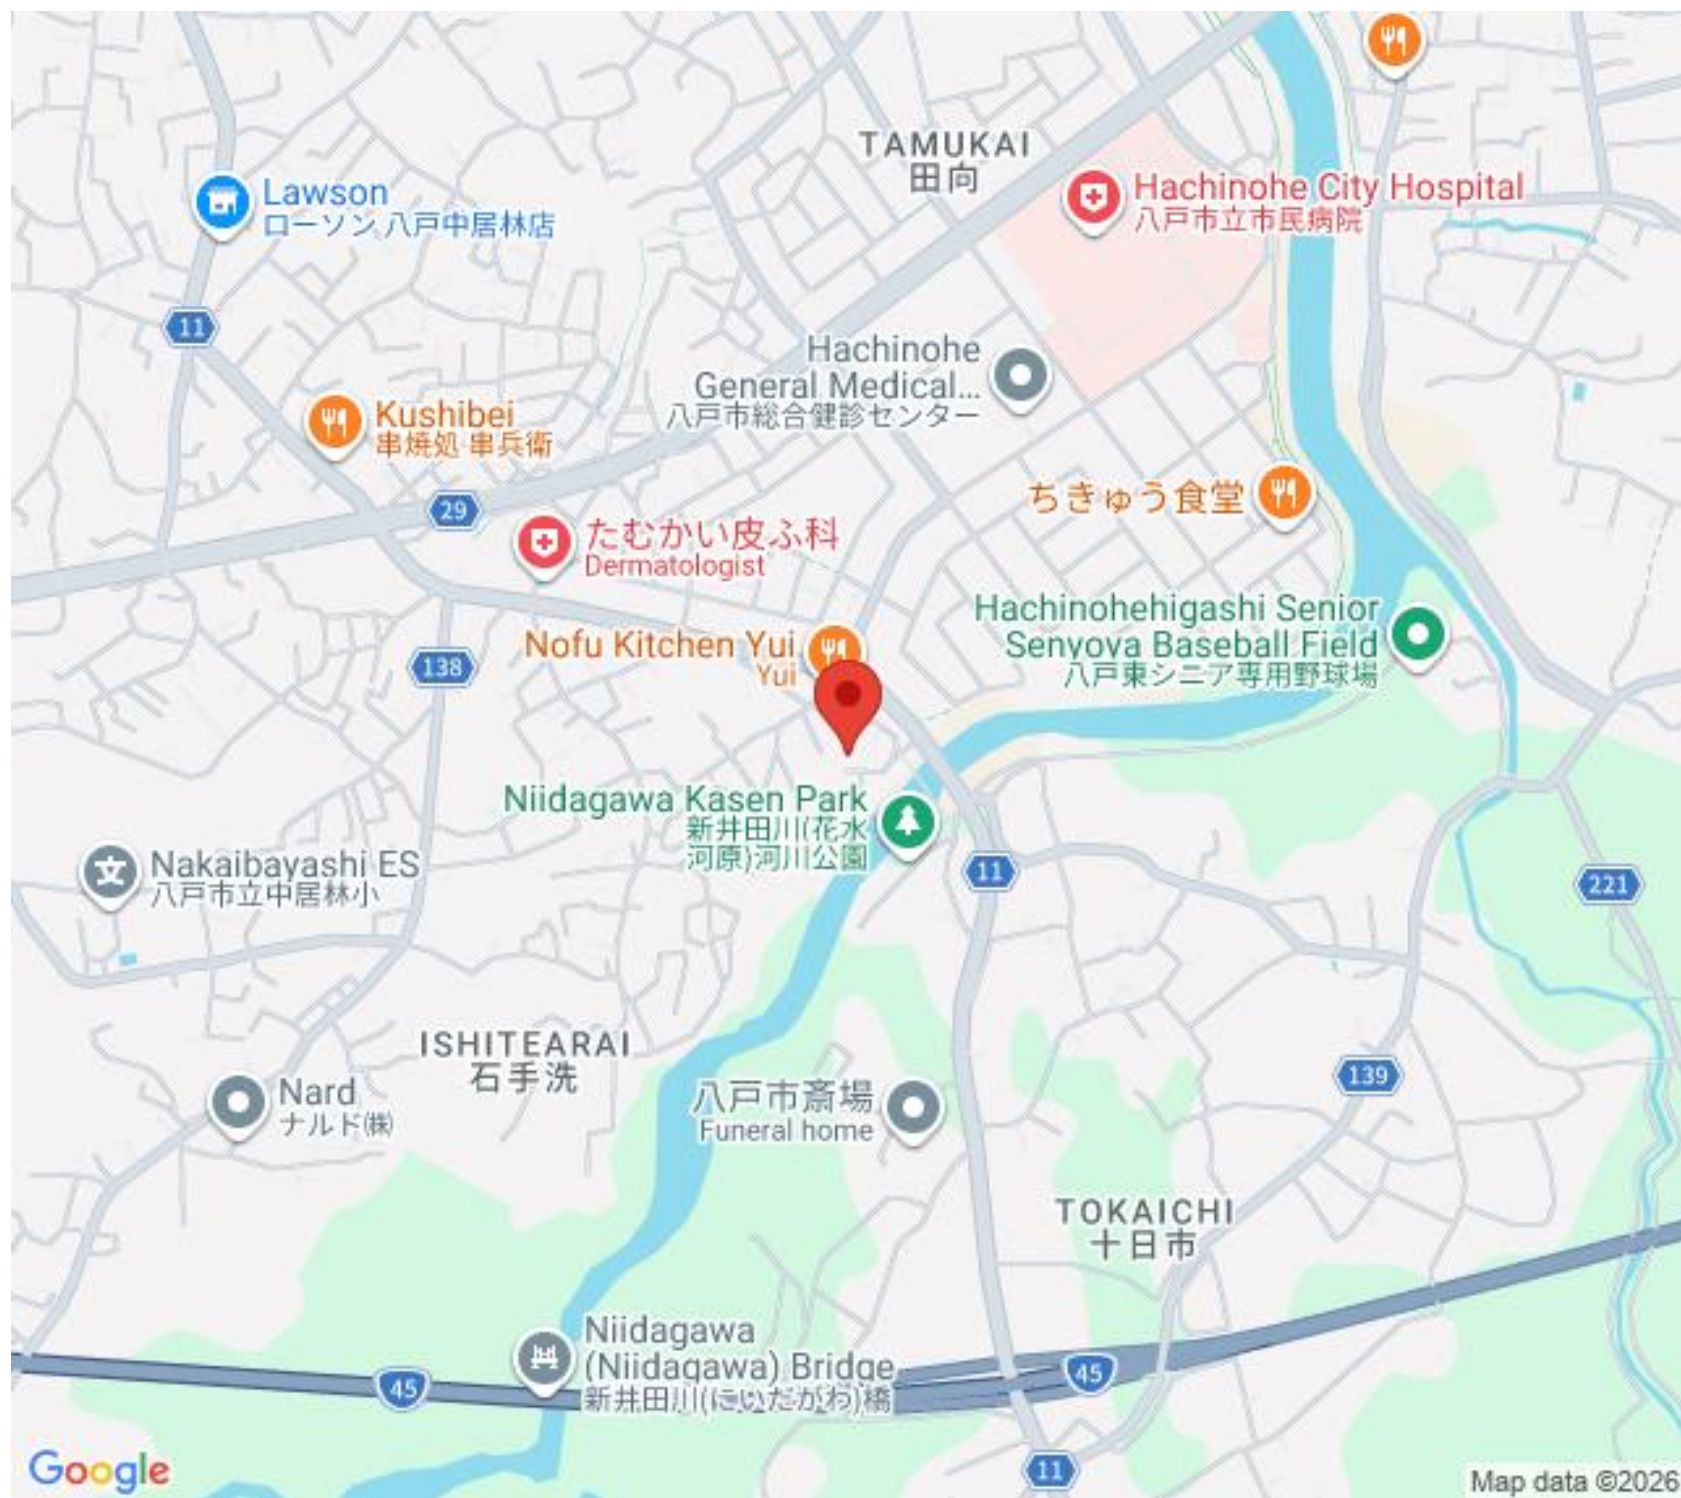 TAMUKAI
田向
Lawson
ローソン 八戸中居林店
Hachinohe City Hospital
八戸市立市民病院
11
Hachinohe
General Medical...
八戸市総合健診センター
Kushibei
串焼処 串兵衛
29
ちきゅう食堂
たむかい皮ふ科
Dermatologist
Hachinohehigashi Senior
Senyova Baseball Field
八戸東シニア専用野球場
Nofu Kitchen Yui
Yui
138
Niidagawa Kasen Park
新井田川(花水
河原)河川公園
Nakaibayashi ES
八戸市立中居林小
11
221
ISHITEARAI
石手洗
Nard
ナルド㈱
八戸市斎場
Funeral home
139
TOKAICHI
十日市
Niidagawa
(Niidagawa) Bridge
新井田川(にいだがわ)橋
45
45
11
Google
Map data ©2026